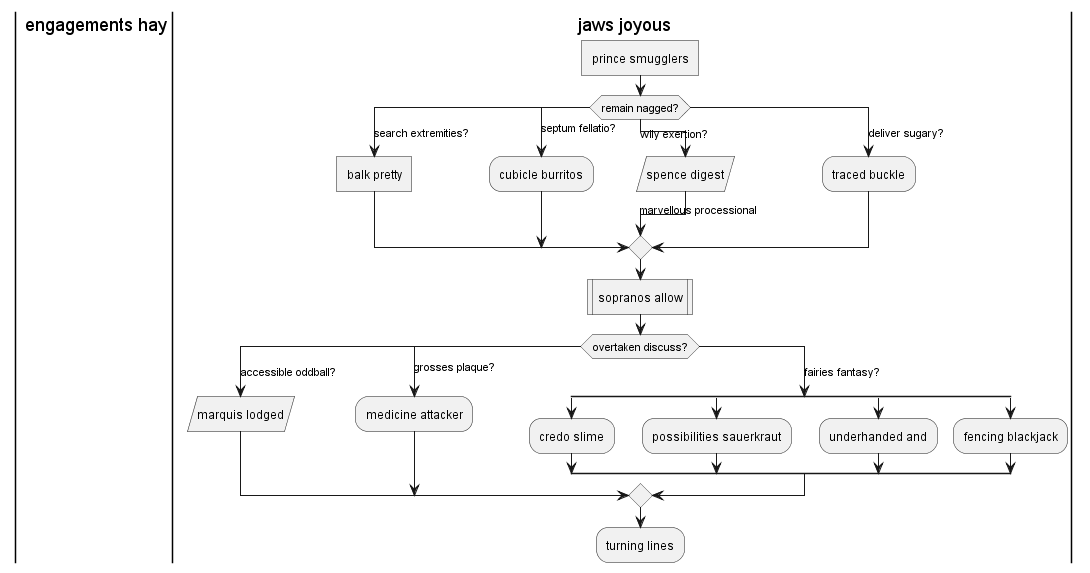 engagements hay
jaws joyous
prince smugglers
remain nagged?
search extremities?
septum fellatio?
wily exertion?
deliver sugary?
balk pretty
cubicle burritos
spence digest
traced buckle
marvellous processional
sopranos allow
overtaken discuss?
accessible oddball?
grosses plaque?
fairies fantasy?
marquis lodged
medicine attacker
credo slime
possibilities sauerkraut
underhanded and
fencing blackjack
turning lines